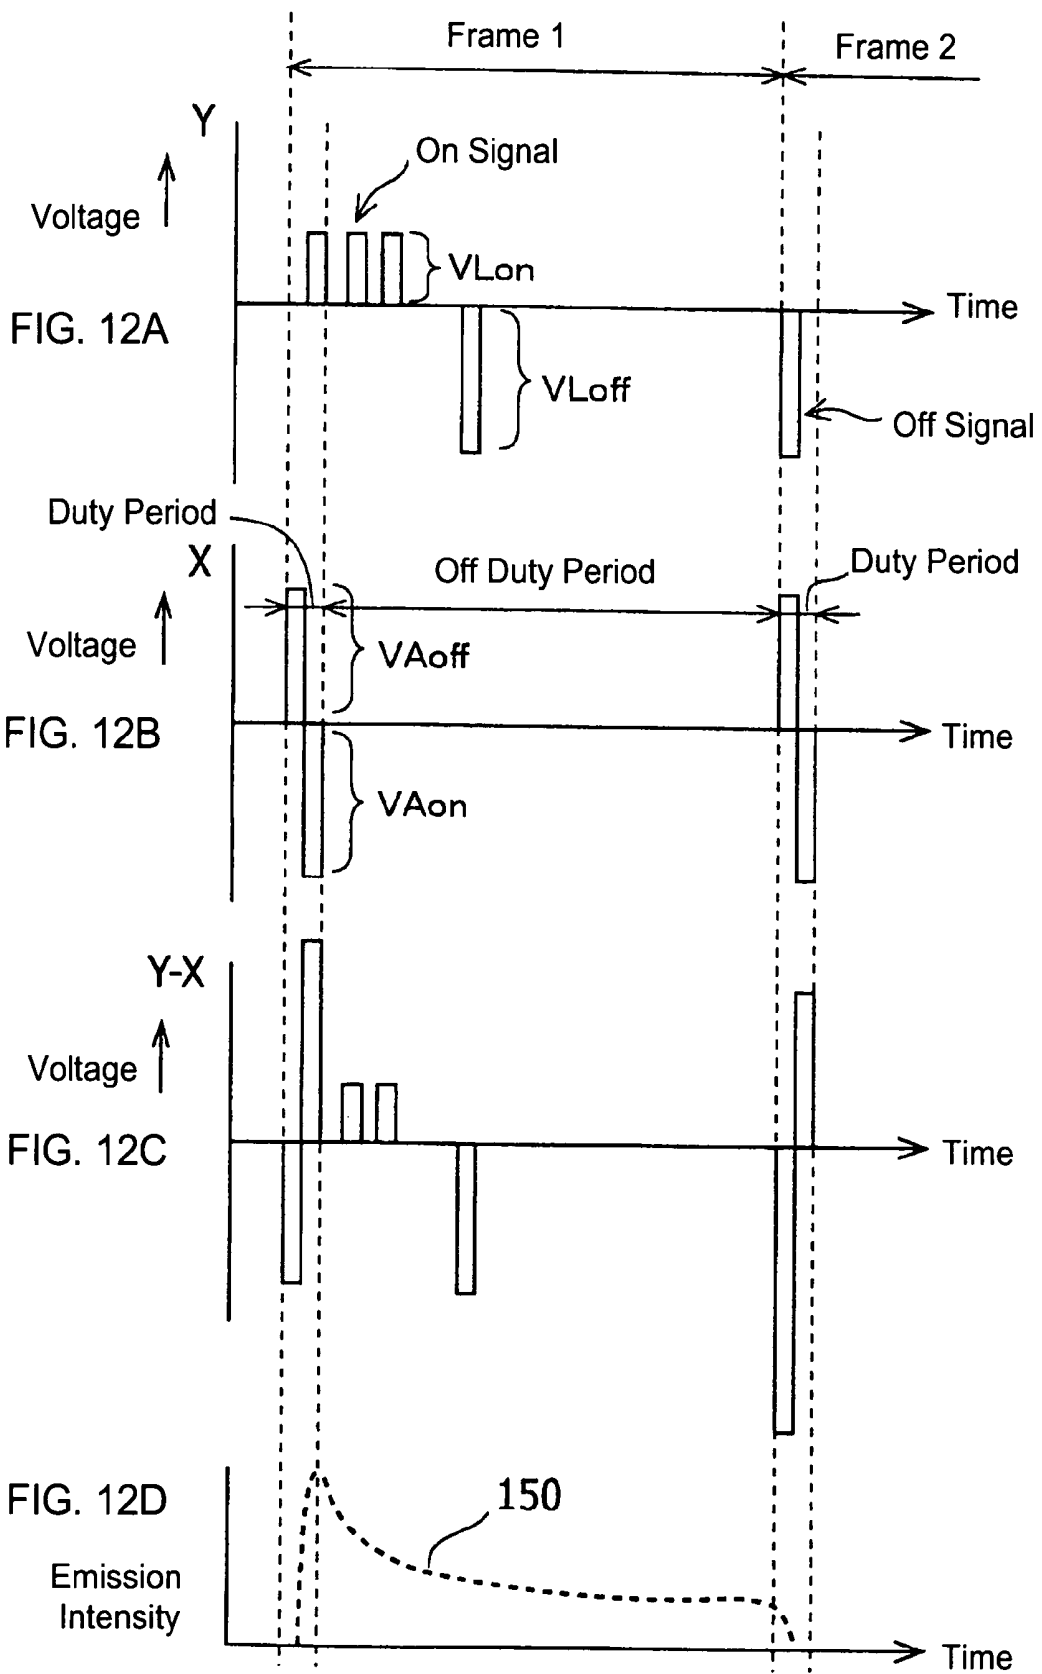 Frame 1
Frame 2
Y
On Signal
Voltage
VLon
Time
FIG. 12A
VLoff
Off Signal
Duty Period
X
Off Duty Period
Duty Period
Voltage
VAoff
FIG. 12B
Time
VAon
Y-X
Voltage
FIG. 12C
Time
FIG. 12D
150
Emission
Intensity
Time